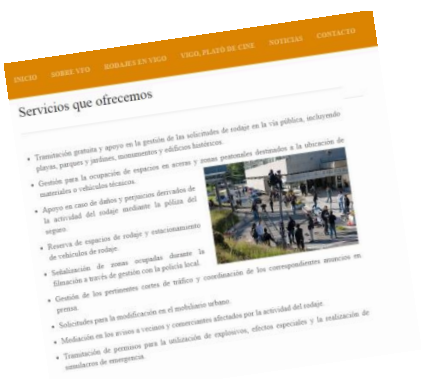 INICIO SOBRE VFO RODAJES EN VIGO VIGO, PLATÓ DE CINE NOTICIAS CONTACTO
Servicios que ofrecemos
Tramitación gratuita y apoyo en la gestión de las solicitudes de rodaje en la vía pública, incluyendo
playas, parques y jardines, monumentos y edificios históricos.
Gestión para la ocupación de espacios en aceras y zonas peatonales destinados a la ubicación de
materiales o vehículos técnicos.
Apoyo en caso de daños y perjuicios derivados de
la actividad del rodaje mediante la póliza del
seguro.
Reserva de espacios de rodaje y estacionamiento
de vehículos de rodaje.
Señalización de zonas ocupadas durante la
filmación a través de gestión con la policía local.
Gestión de los pertinentes cortes de tráfico y coordinación de los correspondientes anuncios en
prensa.
Solicitudes para la modificación en el mobiliario urbano.
Mediación en los avisos a vecinos y comerciantes afectados por la actividad del rodaje.
Tramitación de permisos para la utilización de explosivos, efectos especiales y la realización de
simulacros de emergencia.